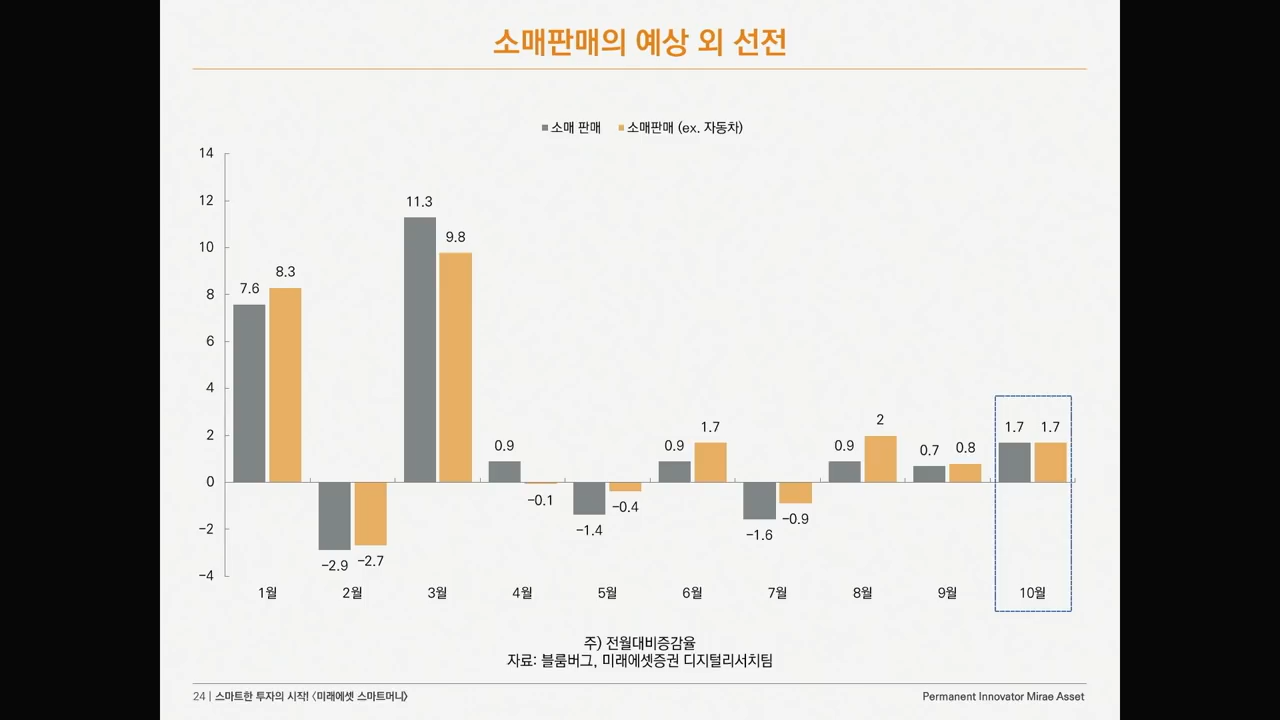 소매판매의 예상 외 선전
소매 판매 소매판매 (ex. 자동차)
14
12
10
8
6
4
2
0
−2
−4
7.6 8.3
−2.9 −2.7
11.3 9.8
0.9 −0.1
−1.4 −0.4
0.9 1.7
−1.6 −0.9
0.9 2
0.7 0.8
1.7 1.7
1월 2월 3월 4월 5월 6월 7월 8월 9월 10월
주) 전월대비증감율
자료: 블룸버그, 미래에셋증권 디지털리서치팀
24 | 스마트한 투자의 시작! 〈미래에셋 스마트머니〉
Permanent Innovator Mirae Asset